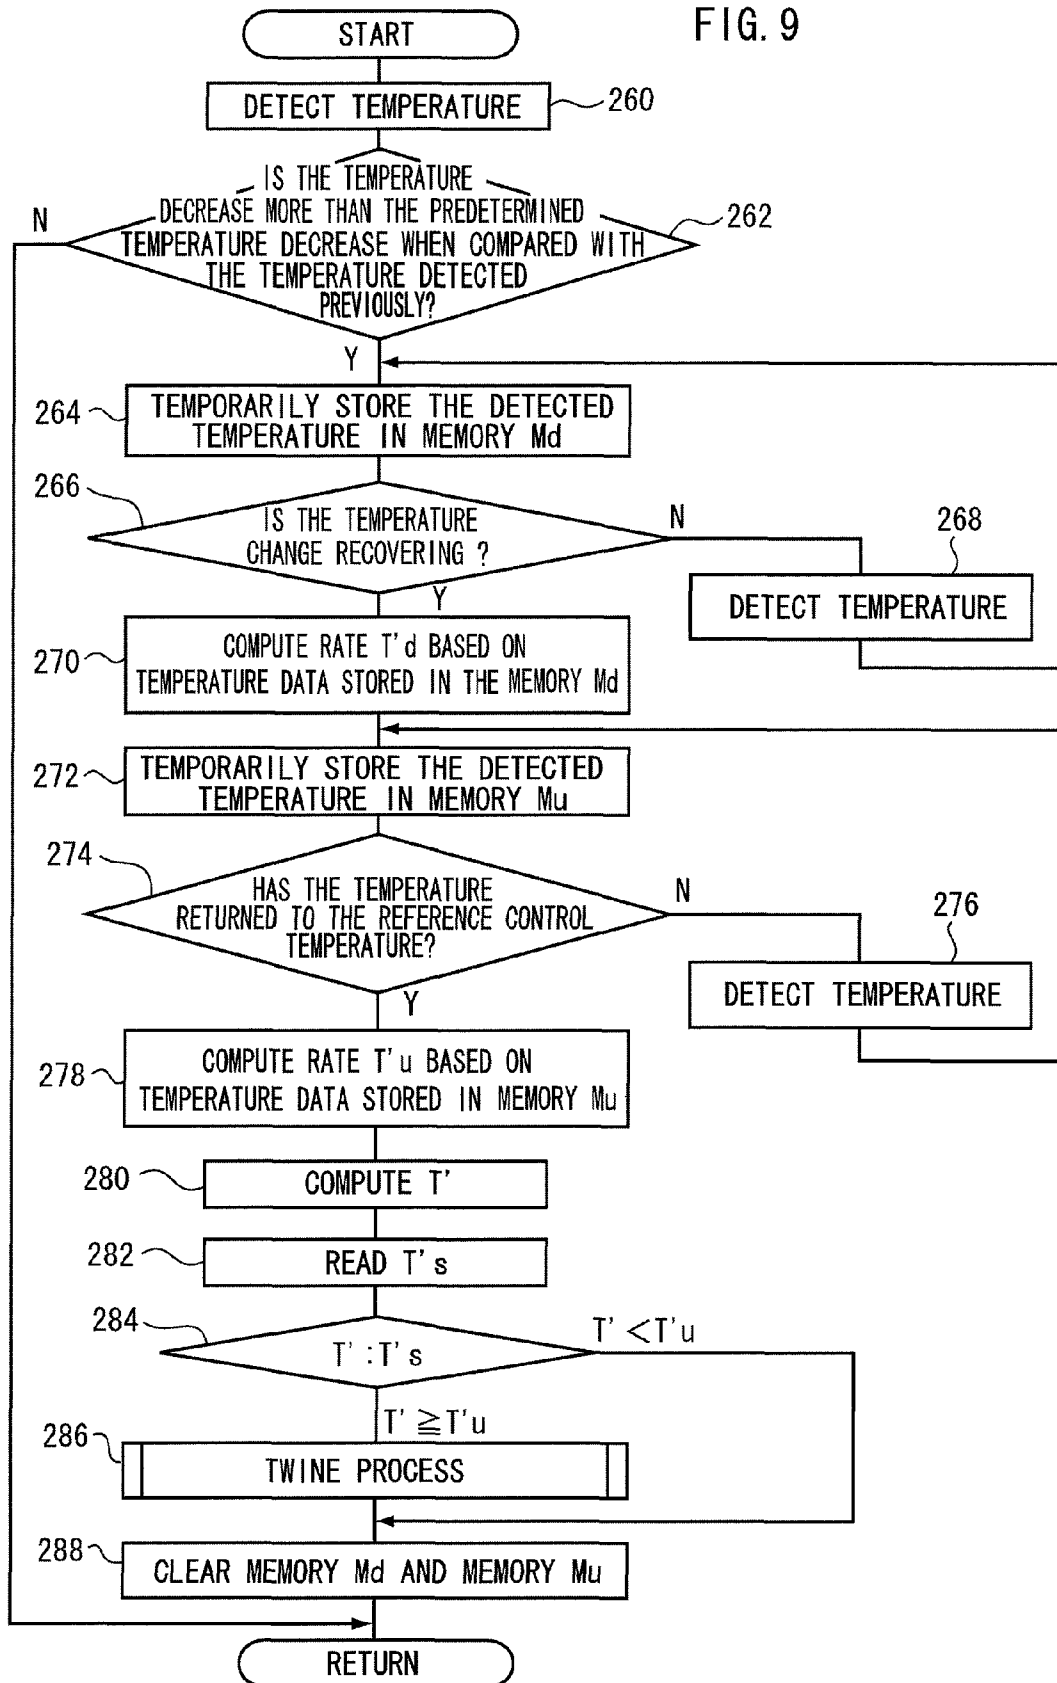 FIG. 9
START
DETECT TEMPERATURE
260
IS THE TEMPERATURE
DECREASE MORE THAN THE PREDETERMINED
TEMPERATURE DECREASE WHEN COMPARED WITH
THE TEMPERATURE DETECTED
PREVIOUSLY?
N
262
Y
264
TEMPORARILY STORE THE DETECTED
TEMPERATURE IN MEMORY Md
266
IS THE TEMPERATURE
CHANGE RECOVERING ?
N
268
DETECT TEMPERATURE
Y
270
COMPUTE RATE T'd BASED ON
TEMPERATURE DATA STORED IN THE MEMORY Md
272
TEMPORARILY STORE THE DETECTED
TEMPERATURE IN MEMORY Mu
274
HAS THE TEMPERATURE
RETURNED TO THE REFERENCE CONTROL
TEMPERATURE?
N
276
DETECT TEMPERATURE
Y
278
COMPUTE RATE T'u BASED ON
TEMPERATURE DATA STORED IN MEMORY Mu
280
COMPUTE T'
282
READ T's
284
T' :T's
T' <T'u
T' ≧T'u
286
TWINE PROCESS
288
CLEAR MEMORY Md AND MEMORY Mu
RETURN